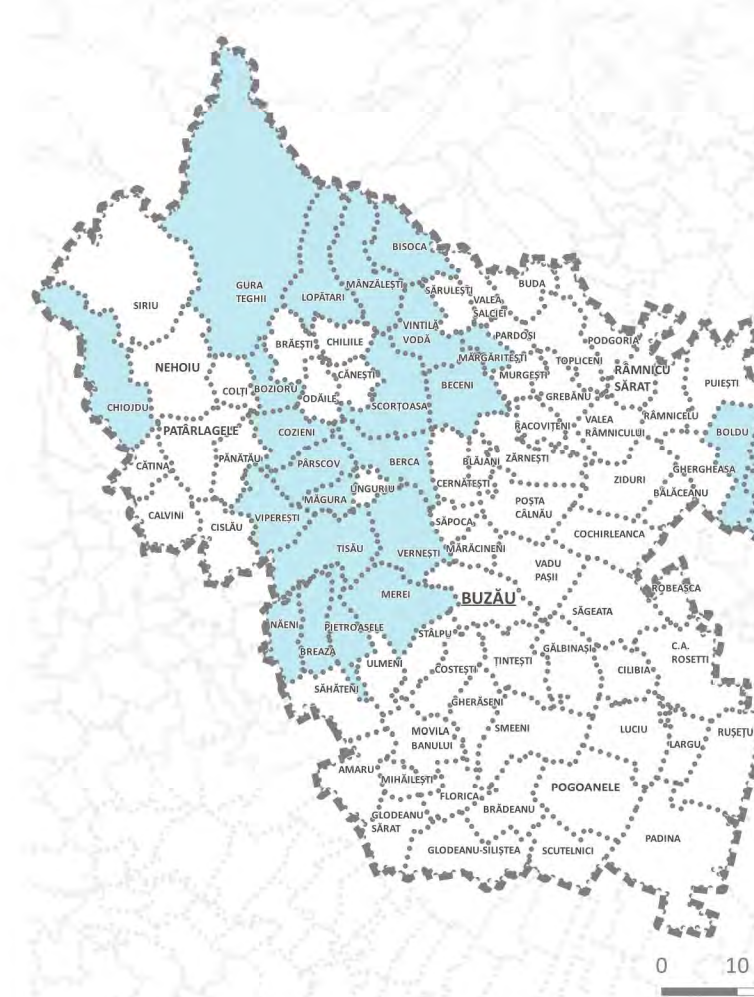 BISOCA
GURA
TEGHII
LOPĂTARI
MÂNZĂLEȘTI
SĂRULEȘTI
BUDA
SIRIU
VALEA
SALCIEI
VINTILĂ
VODĂ
PARDOȘI
PODGORIA
NEHOIU
BRĂEȘTI
CHILIILE
MĂRGĂRITEȘTI
TOPLICENI
RÂMNICU
SĂRAT
CĂNEȘTI
MURGEȘTI
PUIEȘTI
COLȚI
BOZIORU
BECENI
ODĂILE
GREBĂNU
SCORȚOASA
CHIOJDU
RACOVIȚENI
VALEA
RÂMNICULUI
RÂMNICELU
BOLDU
PATÂRLAGELE
COZIENI
CĂTINA
PĂNĂTĂU
PÂRSCOV
BERCA
BLĂJANI
ZĂRNEȘTI
GHERGHEASA
UNGURIU
CERNĂTEȘTI
ZIDURI
BĂLĂCEANU
MĂGURA
POȘTA
CÂLNĂU
CALVINI
CISLĂU
VIPEREȘTI
SĂPOCA
COCHIRLEANCA
TISĂU
VERNEȘTI
MĂRĂCINENI
VADU
PAȘII
MEREI
BUZĂU
ROBEASCA
SĂGEATA
NĂENI
PIETROASELE
STÂLPU
BREAZA
ULMENI
COSTEȘTI
ȚINTEȘTI
GĂLBINAȘI
C.A.
ROSETTI
CILIBIA
SĂHĂTENI
GHERĂSENI
MOVILA
BANULUI
SMEENI
LUCIU
LARGU
RUȘEȚU
AMARU
MIHĂILEȘTI
FLORICA
BRĂDEANU
POGOANELE
GLODEANU
SĂRAT
GLODEANU-SILIȘTEA
SCUTELNICI
PADINA
0 10